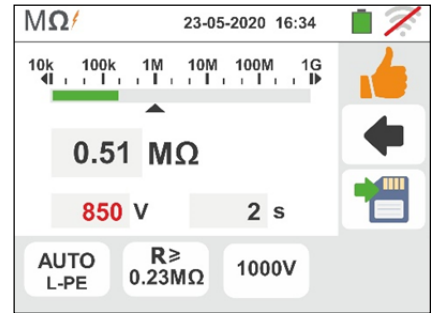 MΩ 23-05-2020 16:34
10k 100k 1M 10M 100M 1G
0.51 MΩ
850 V 2 s
AUTO R≥ 1000V
L-PE 0.23MΩ